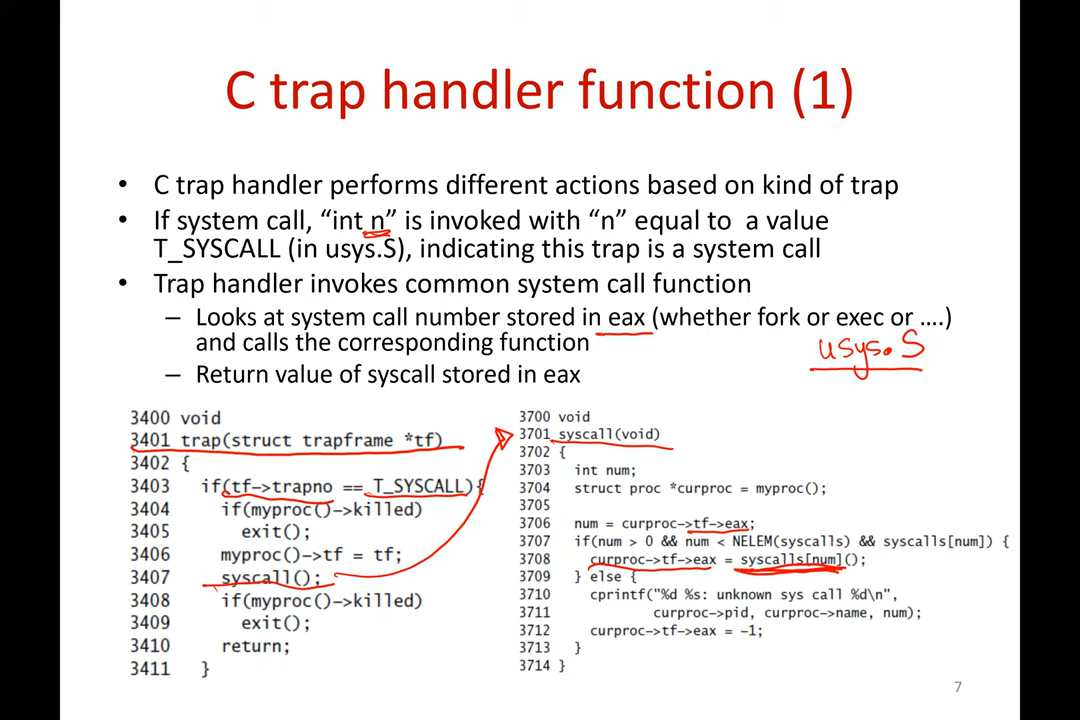 C trap handler function (1)
• C trap handler performs different actions based on kind of trap
• If system call, “int n” is invoked with “n” equal to a value
T_SYSCALL (in usys.S), indicating this trap is a system call
• Trap handler invokes common system call function
– Looks at system call number stored in eax (whether fork or exec or ….)
and calls the corresponding function
usys.S
– Return value of syscall stored in eax
3400 void
3401 trap(struct trapframe *tf)
3402 {
3403 if(tf->trapno == T_SYSCALL){
3404 if(myproc()->killed)
3405 exit();
3406 myproc()->tf = tf;
3407 syscall();
3408 if(myproc()->killed)
3409 exit();
3410 return;
3411 }
3700 void
3701 syscall(void)
3702 {
3703 int num;
3704 struct proc *curproc = myproc();
3705
3706 num = curproc->tf->eax;
3707 if(num > 0 && num < NELEM(syscalls) && syscalls[num]) {
3708 curproc->tf->eax = syscalls[num]();
3709 } else {
3710 cprintf("%d %s: unknown sys call %d\n",
3711 curproc->pid, curproc->name, num);
3712 curproc->tf->eax = -1;
3713 }
3714 }
7